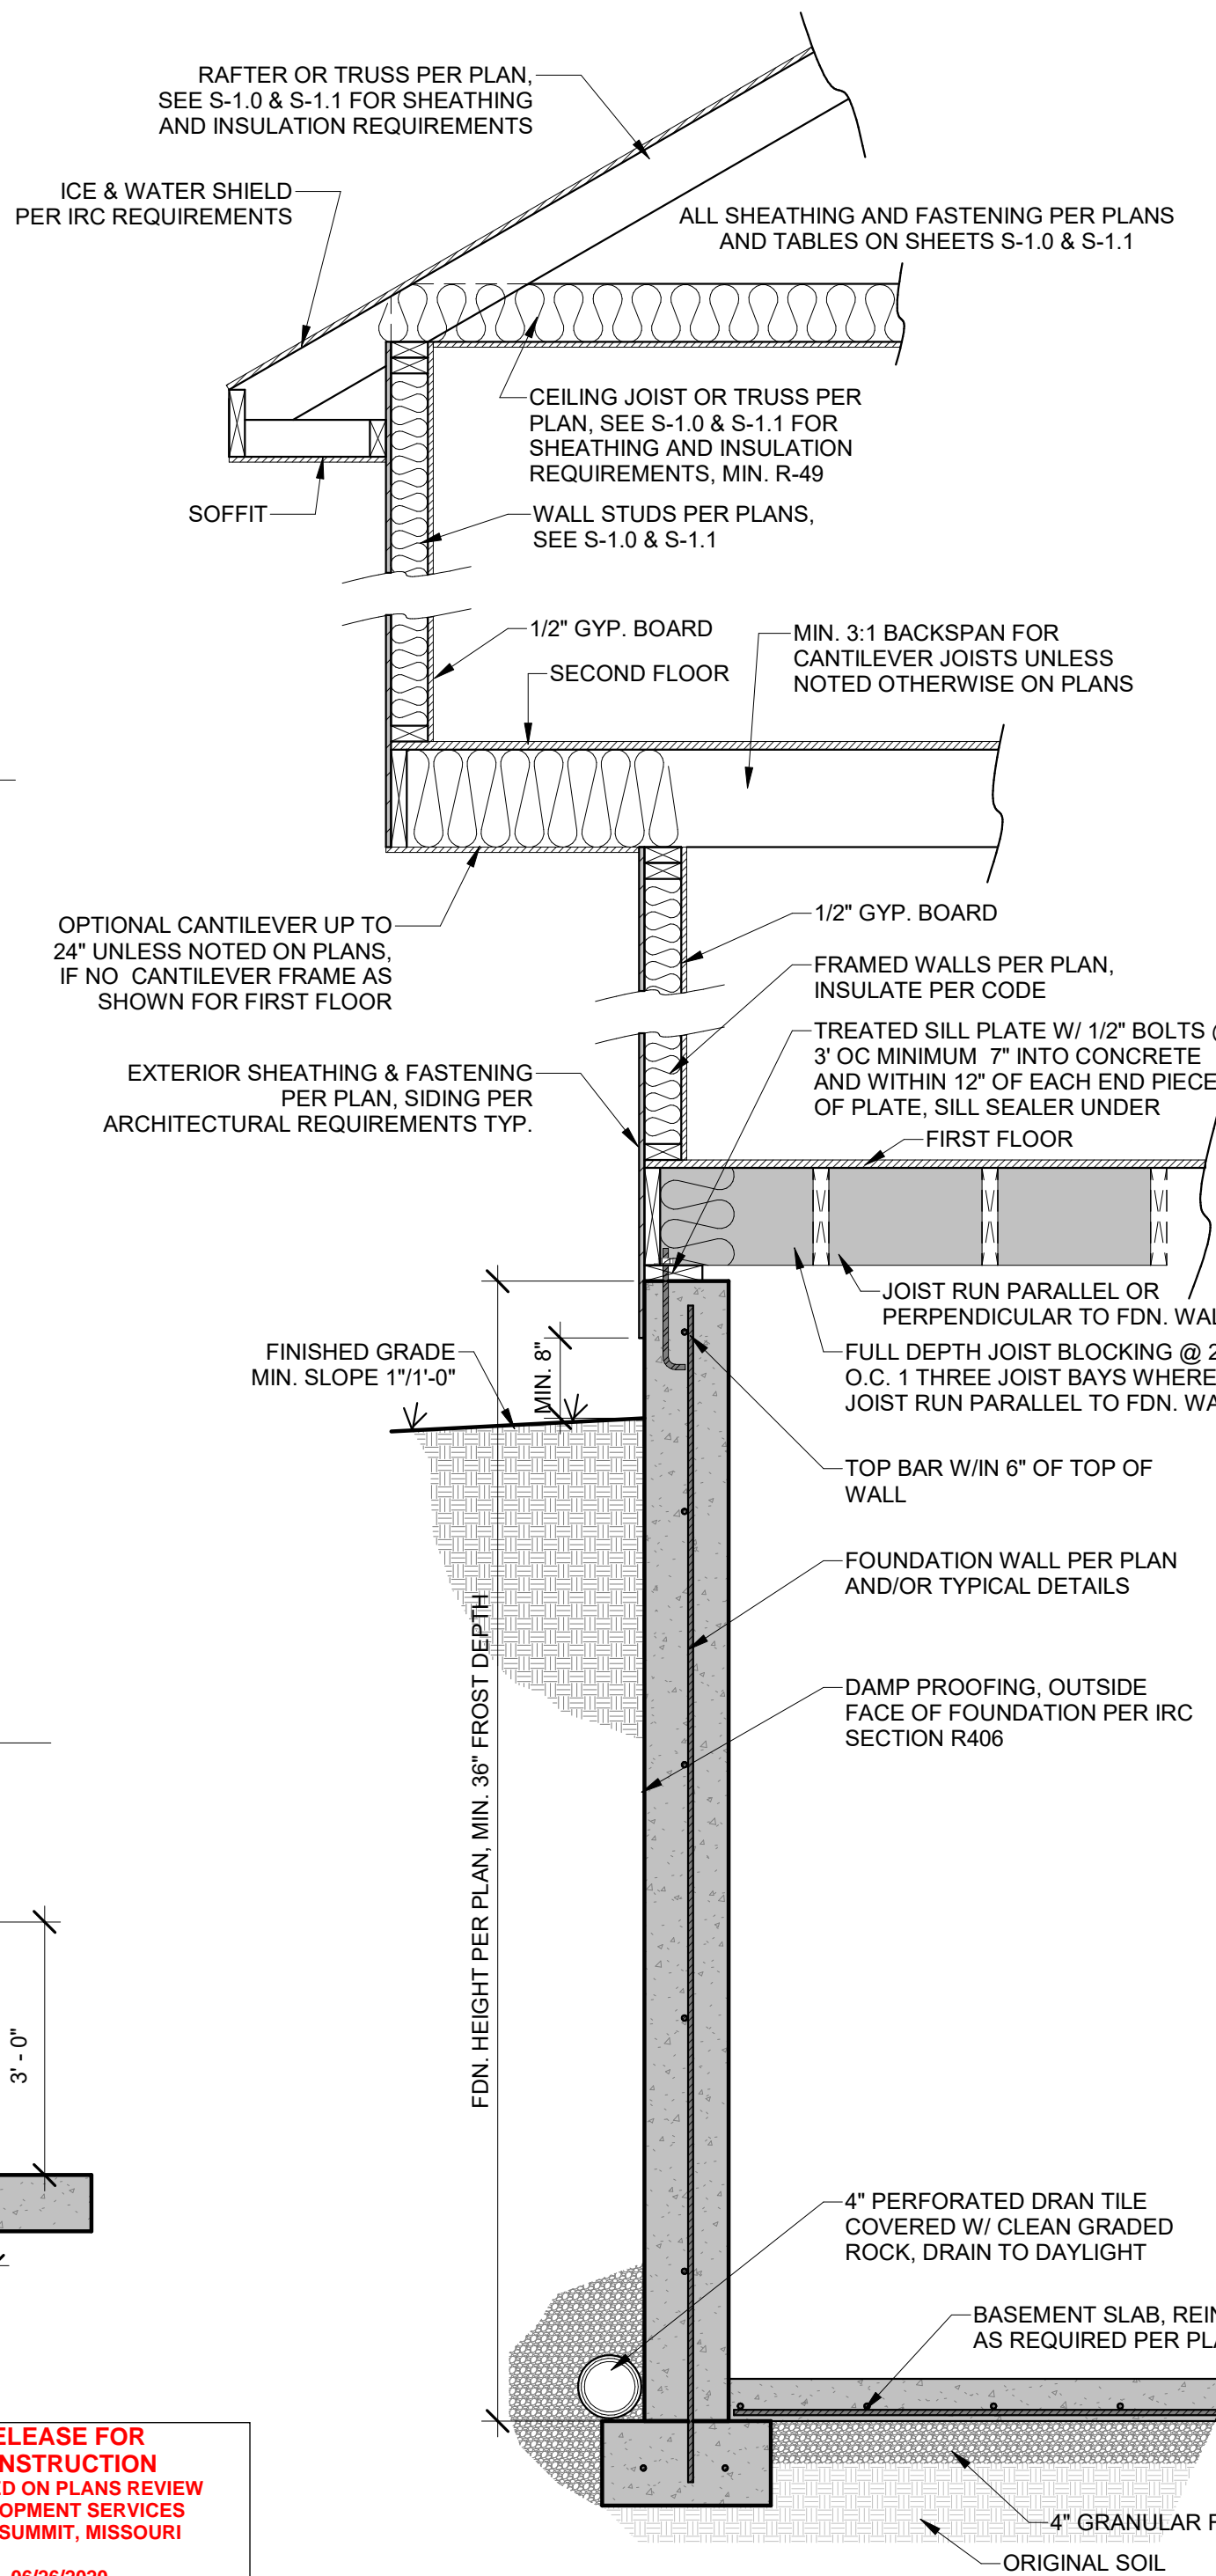 RAFTER OR TRUSS PER PLAN,
SEE S-1.0 & S-1.1 FOR SHEATHING
AND INSULATION REQUIREMENTS
ICE & WATER SHIELD
PER IRC REQUIREMENTS
ALL SHEATHING AND FASTENING PER PLANS
AND TABLES ON SHEETS S-1.0 & S-1.1
CEILING JOIST OR TRUSS PER
PLAN, SEE S-1.0 & S-1.1 FOR
SHEATHING AND INSULATION
REQUIREMENTS, MIN. R-49
SOFFIT
WALL STUDS PER PLANS,
SEE S-1.0 & S-1.1
1/2" GYP. BOARD
SECOND FLOOR
MIN. 3:1 BACKSPAN FOR
CANTILEVER JOISTS UNLESS
NOTED OTHERWISE ON PLANS
OPTIONAL CANTILEVER UP TO
24" UNLESS NOTED ON PLANS,
IF NO CANTILEVER FRAME AS
SHOWN FOR FIRST FLOOR
1/2" GYP. BOARD
FRAMED WALLS PER PLAN,
INSULATE PER CODE
EXTERIOR SHEATHING & FASTENING
PER PLAN, SIDING PER
ARCHITECTURAL REQUIREMENTS TYP.
TREATED SILL PLATE W/ 1/2" BOLTS
3' OC MINIMUM 7" INTO CONCRETE
AND WITHIN 12" OF EACH END PIECE
OF PLATE, SILL SEALER UNDER
FIRST FLOOR
JOIST RUN PARALLEL OR
PERPENDICULAR TO FDN. WAL
FINISHED GRADE
MIN. SLOPE 1"/1'-0"
MIN. 8"
FULL DEPTH JOIST BLOCKING @ 2
O.C. 1 THREE JOIST BAYS WHERE
JOIST RUN PARALLEL TO FDN. WA
TOP BAR W/IN 6" OF TOP OF
WALL
FOUNDATION WALL PER PLAN
AND/OR TYPICAL DETAILS
DAMP PROOFING, OUTSIDE
FACE OF FOUNDATION PER IRC
SECTION R406
FDN. HEIGHT PER PLAN, MIN. 36" FROST DEPTH
3' - 0"
4" PERFORATED DRAN TILE
COVERED W/ CLEAN GRADED
ROCK, DRAIN TO DAYLIGHT
BASEMENT SLAB, REIN
AS REQUIRED PER PLA
4" GRANULAR F
ORIGINAL SOIL
ELEASE FOR
NSTRUCTION
ED ON PLANS REVIEW
OPMENT SERVICES
SUMMIT, MISSOURI